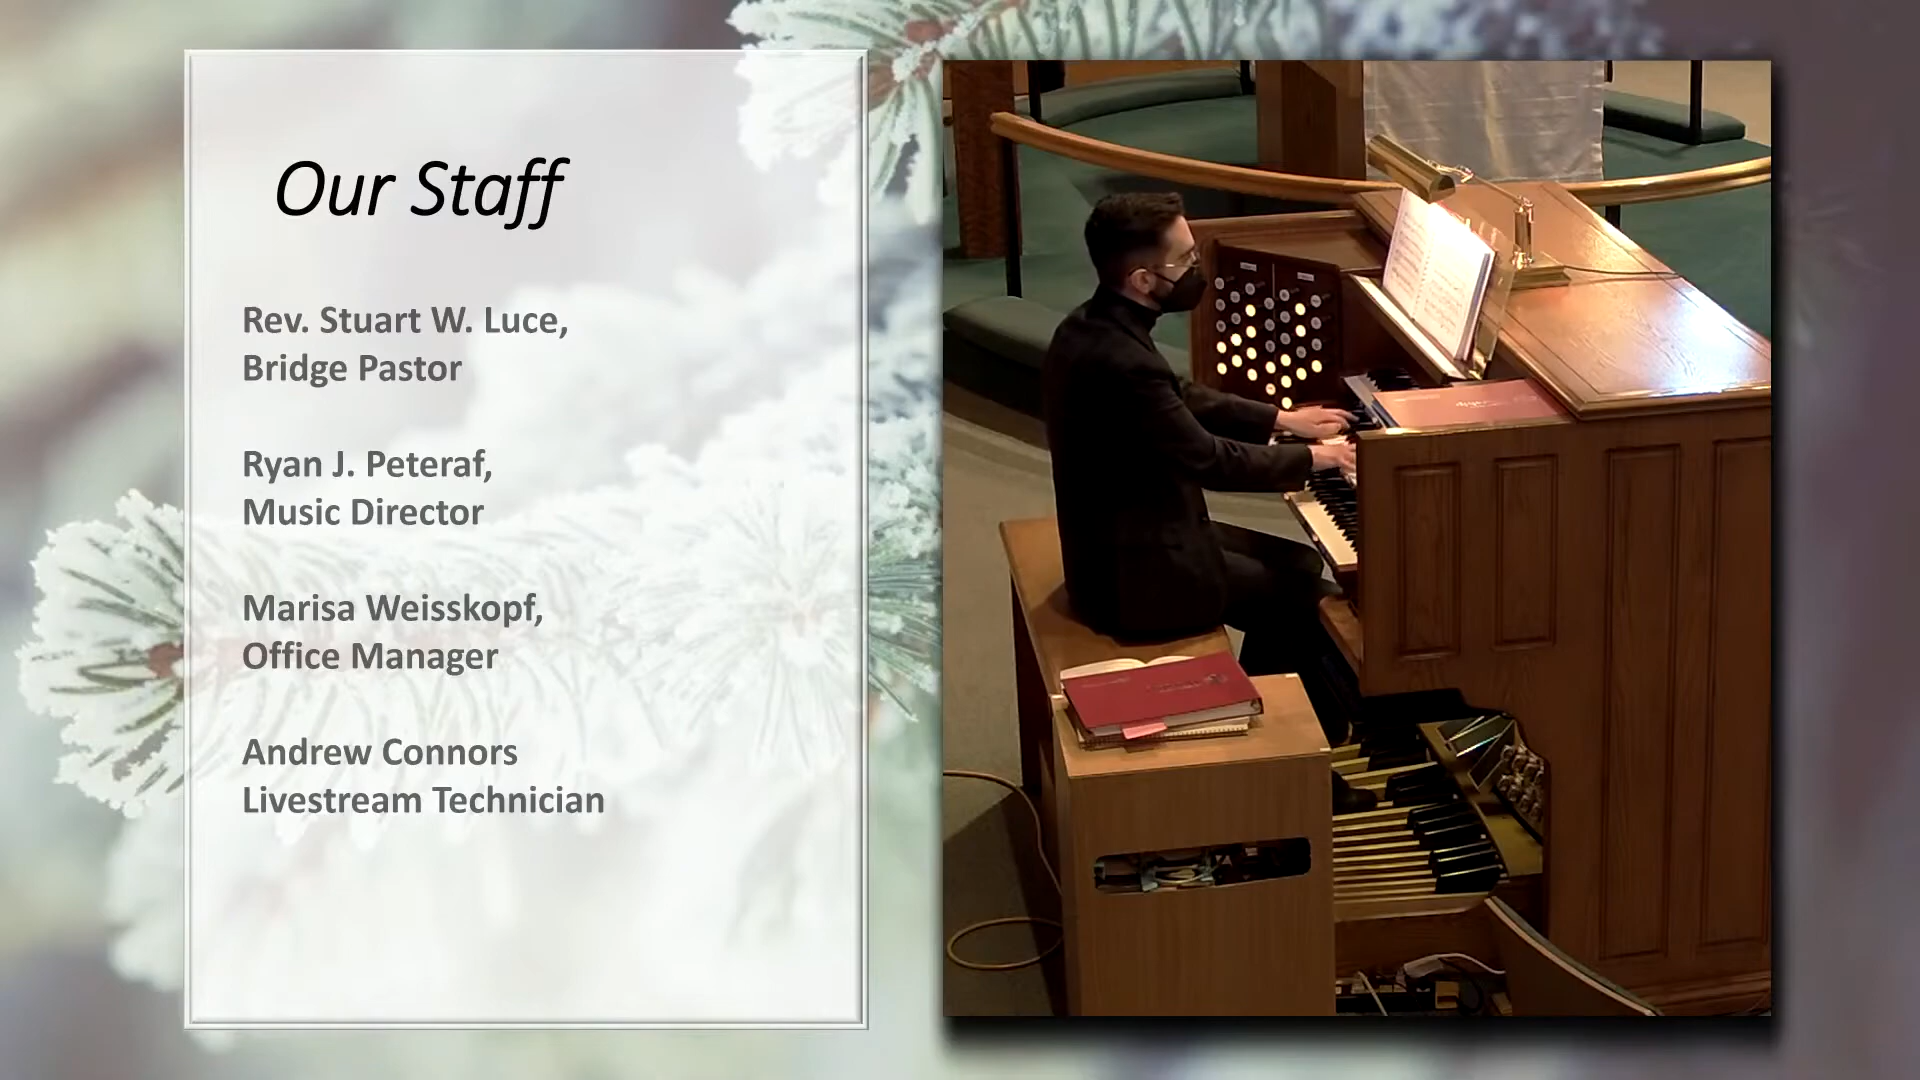 Our Staff
Rev. Stuart W. Luce,
Bridge Pastor
Ryan J. Peteraf,
Music Director
Marisa Weisskopf,
Office Manager
Andrew Connors
Livestream Technician